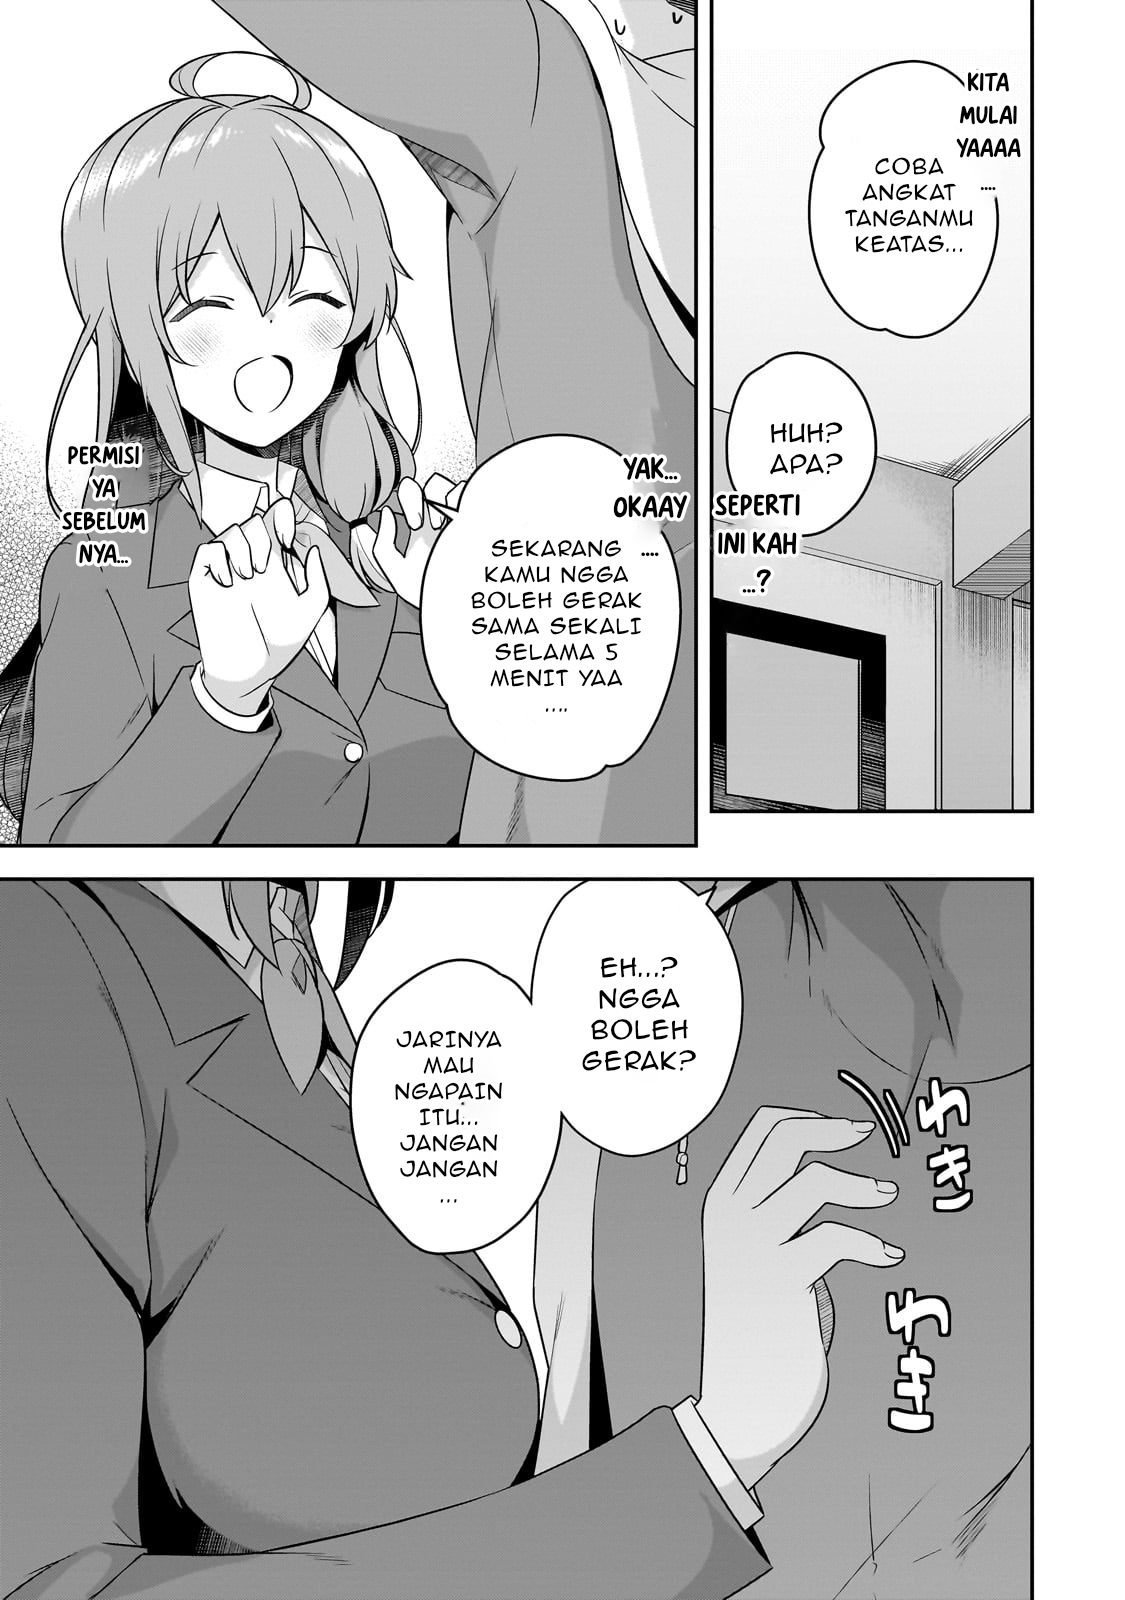 KITA
MULAI
YAAAA
....
COBA
ANGKAT
TANGANMU
KEATAS...
HUH?
APA?
SEPERTI
INI KAH
...?
YAK...
OKAAY
....
SEKARANG
KAMU NGGA
BOLEH GERAK
SAMA SEKALI
SELAMA 5
MENIT YAA
....
PERMISI
YA
SEBELUM
NYA...
EH...?
NGGA
BOLEH
GERAK?
JARINYA
MAU
NGAPAIN
ITU...
JANGAN
JANGAN
...
わき
わき